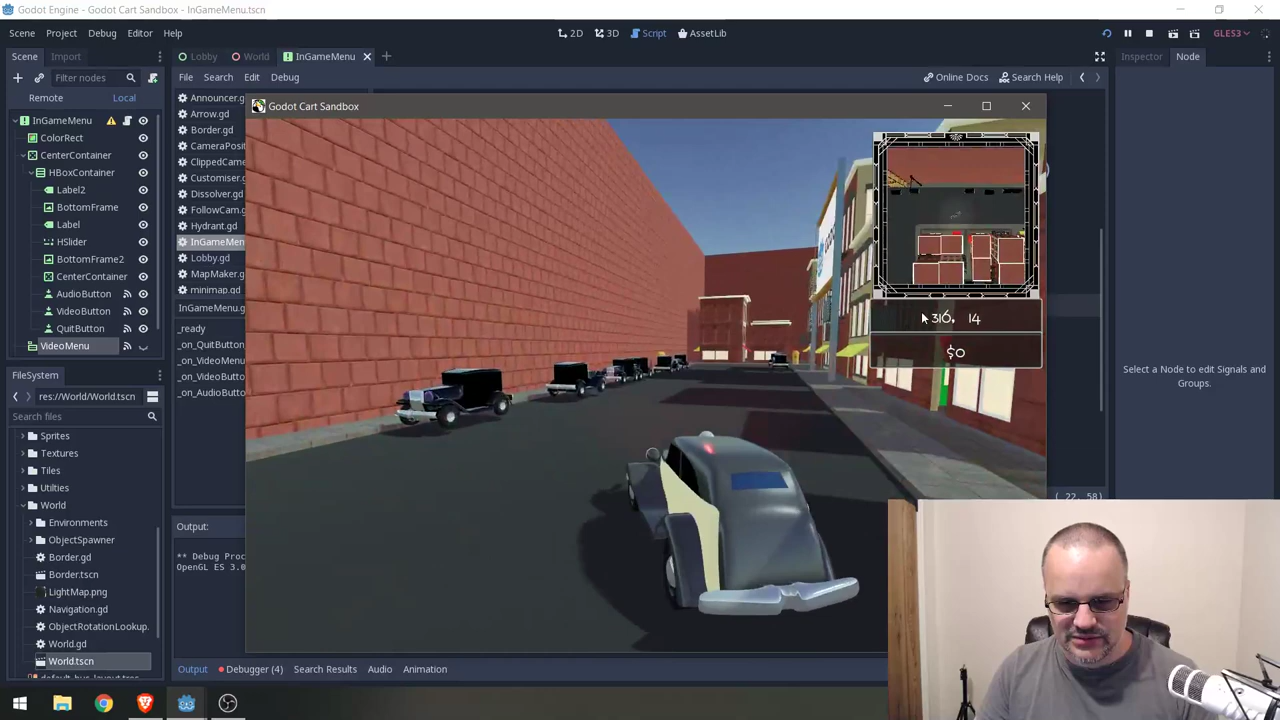 Godot Engine - Godot Cart Sandbox - InGameMenu.tscn
Scene Project Debug Editor Help
2D 3D Script AssetLib
GLES3
Scene Import
Lobby World InGameMenu
Inspector Node
Filter nodes
File Search Edit Debug
Online Docs Search Help
Remote Local
Announcer.g
Arrow.gd
Border.gd
CameraPosit
ClippedCame
Customiser.
Dissolver.gd
FollowCam.g
Hydrant.gd
InGameMen
Lobby.gd
MapMaker.g
minimap.gd
InGameMenu.g
_ready
_on_QuitButton
_on_VideoMenu
_on_VideoButto
_on_AudioButto
InGameMenu
ColorRect
CenterContainer
HBoxContainer
Label2
BottomFrame
Label
HSlider
BottomFrame2
CenterContainer
AudioButton
VideoButton
QuitButton
VideoMenu
Godot Cart Sandbox
316, 14
$0
Select a Node to edit Signals and
Groups.
( 22, 58)
FileSystem
res://World/World.tscn
Search files
Sprites
Textures
Tiles
Utilties
World
Environments
ObjectSpawner
Border.gd
Border.tscn
LightMap.png
Navigation.gd
ObjectRotationLookup.
World.gd
World.tscn
default_bus_layout.tres
Output:
** Debug Proc
OpenGL ES 3.0
Output Debugger (4) Search Results Audio Animation